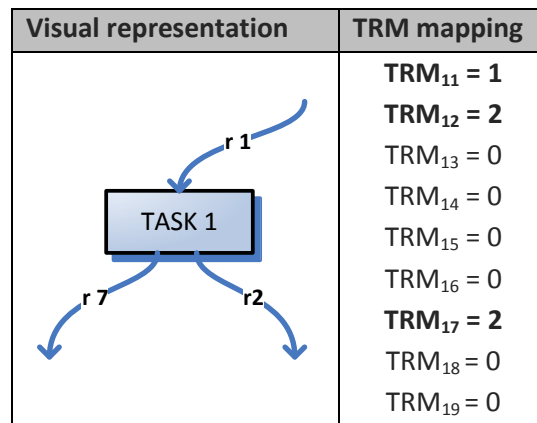 Visual representation
TRM mapping
r 1
TASK 1
r 7
r2
TRM₁₁ = 1
TRM₁₂ = 2
TRM₁₃ = 0
TRM₁₄ = 0
TRM₁₅ = 0
TRM₁₆ = 0
TRM₁₇ = 2
TRM₁₈ = 0
TRM₁₉ = 0